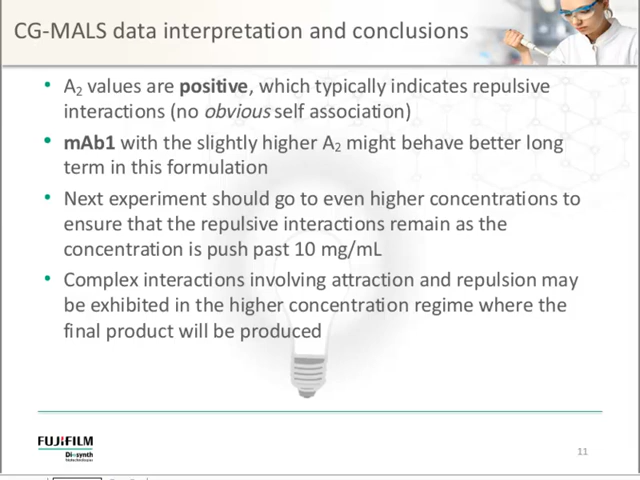 CG-MALS data interpretation and conclusions
• A₂ values are positive, which typically indicates repulsive
interactions (no obvious self association)
• mAb1 with the slightly higher A₂ might behave better long
term in this formulation
• Next experiment should go to even higher concentrations to
ensure that the repulsive interactions remain as the
concentration is push past 10 mg/mL
• Complex interactions involving attraction and repulsion may
be exhibited in the higher concentration regime where the
final product will be produced
FUJIFILM
Diosynth
11